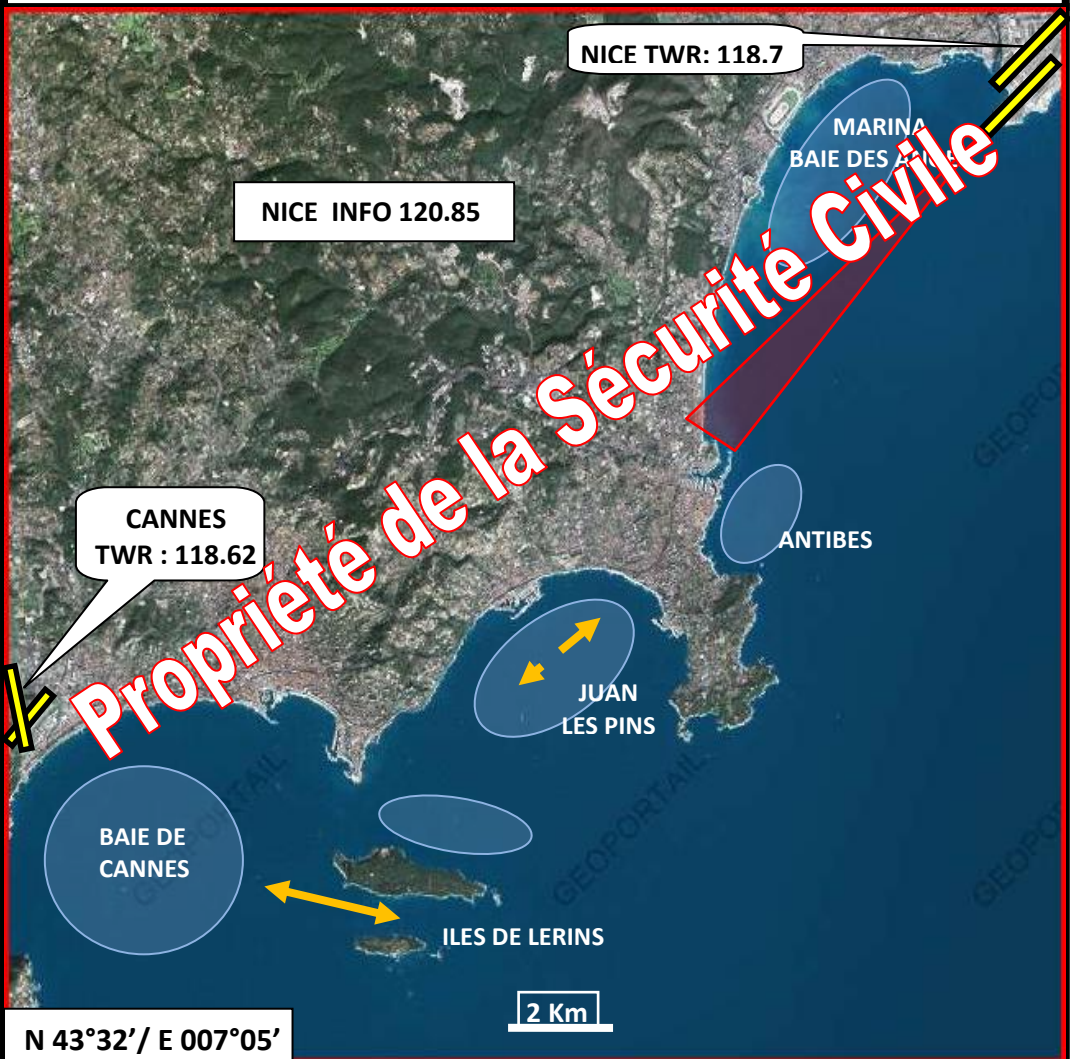 NICE TWR: 118.7
MARINA
BAIE DES ANGE
NICE INFO 120.85
Propriété de la Sécurité Civile
CANNES
TWR : 118.62
ANTIBES
JUAN
LES PINS
BAIE DE
CANNES
ILES DE LERINS
2 Km
N 43°32’/ E 007°05’
GEOPORTAIL
GEOPORTAIL
GEOPORTAIL